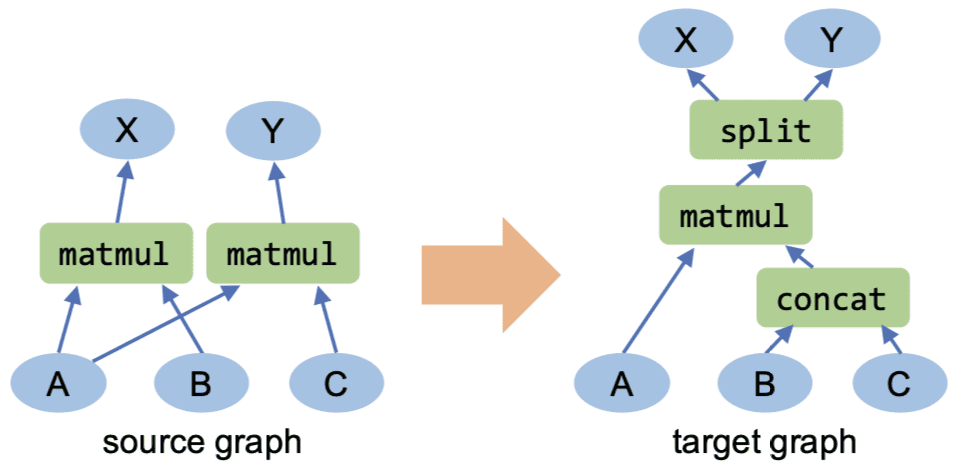 X Y
split
X Y
matmul
matmul matmul
concat
A B C
A B C
source graph
target graph